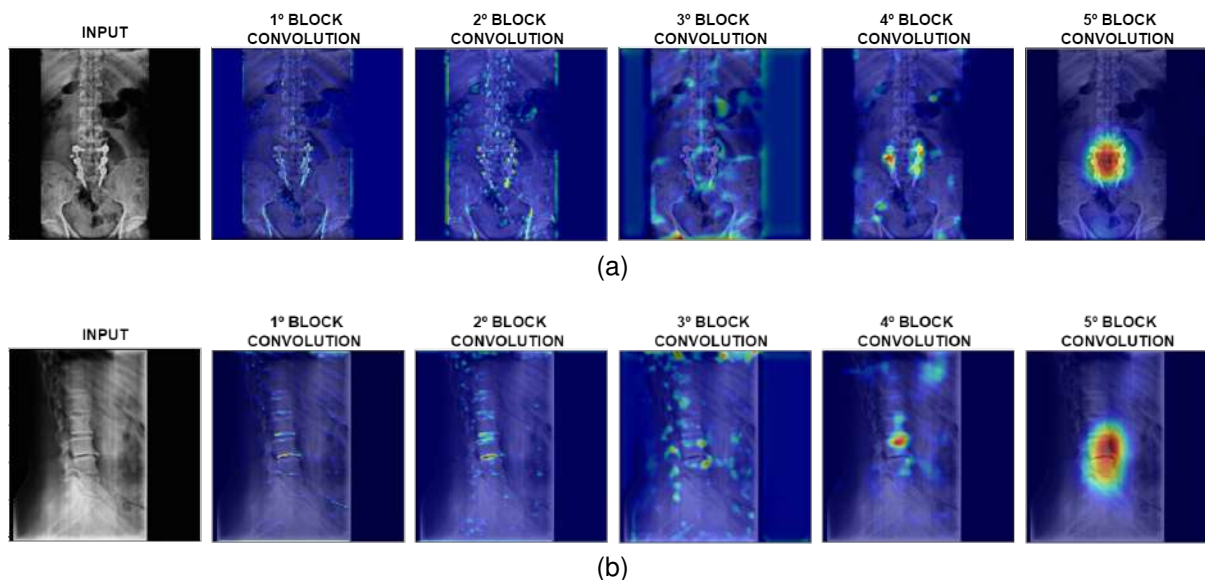 INPUT
1º BLOCK
CONVOLUTION
2º BLOCK
CONVOLUTION
3º BLOCK
CONVOLUTION
4º BLOCK
CONVOLUTION
5º BLOCK
CONVOLUTION
(a)
INPUT
1º BLOCK
CONVOLUTION
2º BLOCK
CONVOLUTION
3º BLOCK
CONVOLUTION
4º BLOCK
CONVOLUTION
5º BLOCK
CONVOLUTION
(b)